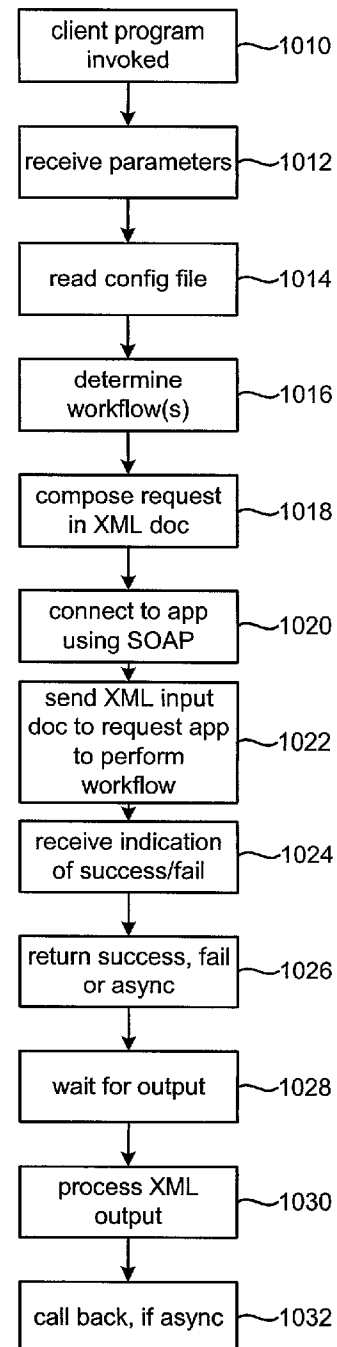 client program
invoked
1010
receive parameters
1012
read config file
1014
determine
workflow(s)
1016
compose request
in XML doc
1018
connect to app
using SOAP
1020
send XML input
doc to request app
to perform
workflow
1022
receive indication
of success/fail
1024
return success, fail
or async
1026
wait for output
1028
process XML
output
1030
call back, if async
1032